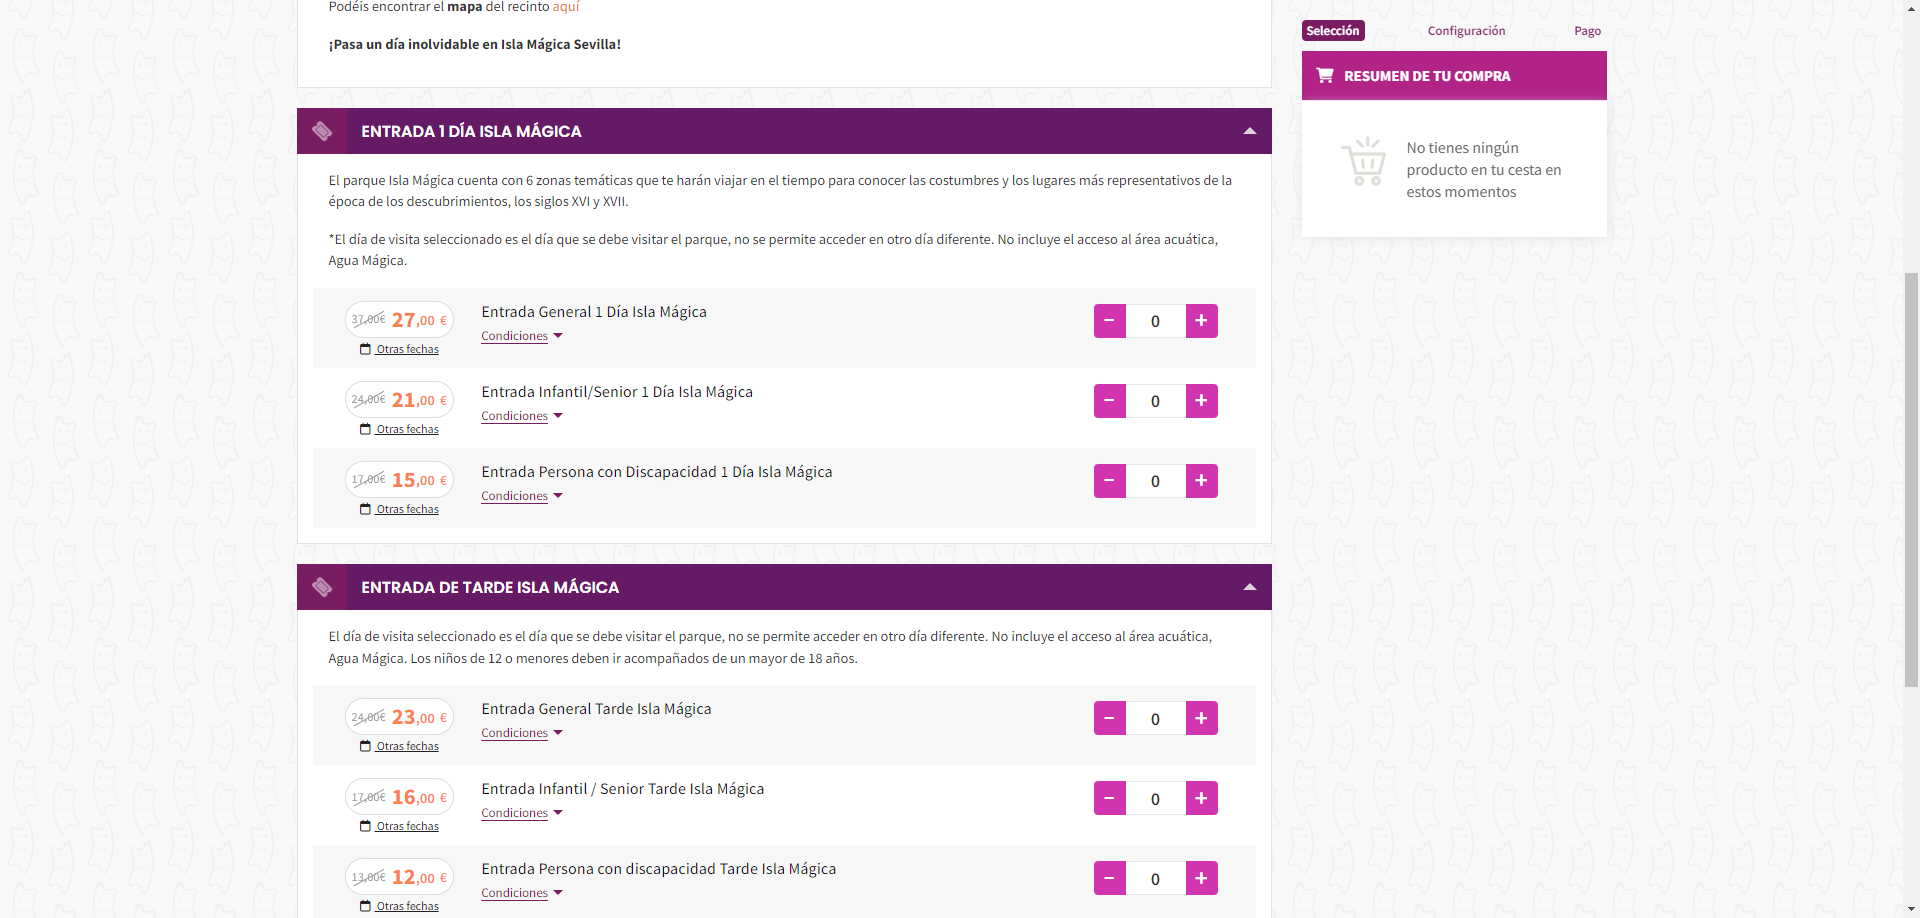 Podéis encontrar el mapa del recinto aquí
¡Pasa un día inolvidable en Isla Mágica Sevilla!
Selección
Configuración
Pago
RESUMEN DE TU COMPRA
No tienes ningún
producto en tu cesta en
estos momentos
ENTRADA 1 DÍA ISLA MÁGICA
El parque Isla Mágica cuenta con 6 zonas temáticas que te harán viajar en el tiempo para conocer las costumbres y los lugares más representativos de la
época de los descubrimientos, los siglos XVI y XVII.
*El día de visita seleccionado es el día que se debe visitar el parque, no se permite acceder en otro día diferente. No incluye el acceso al área acuática,
Agua Mágica.
37,00€ 27,00 €
Otras fechas
Entrada General 1 Día Isla Mágica
Condiciones
− 0 +
24,00€ 21,00 €
Otras fechas
Entrada Infantil/Senior 1 Día Isla Mágica
Condiciones
− 0 +
17,00€ 15,00 €
Otras fechas
Entrada Persona con Discapacidad 1 Día Isla Mágica
Condiciones
− 0 +
ENTRADA DE TARDE ISLA MÁGICA
El día de visita seleccionado es el día que se debe visitar el parque, no se permite acceder en otro día diferente. No incluye el acceso al área acuática,
Agua Mágica. Los niños de 12 o menores deben ir acompañados de un mayor de 18 años.
24,00€ 23,00 €
Otras fechas
Entrada General Tarde Isla Mágica
Condiciones
− 0 +
17,00€ 16,00 €
Otras fechas
Entrada Infantil / Senior Tarde Isla Mágica
Condiciones
− 0 +
13,00€ 12,00 €
Otras fechas
Entrada Persona con discapacidad Tarde Isla Mágica
Condiciones
− 0 +